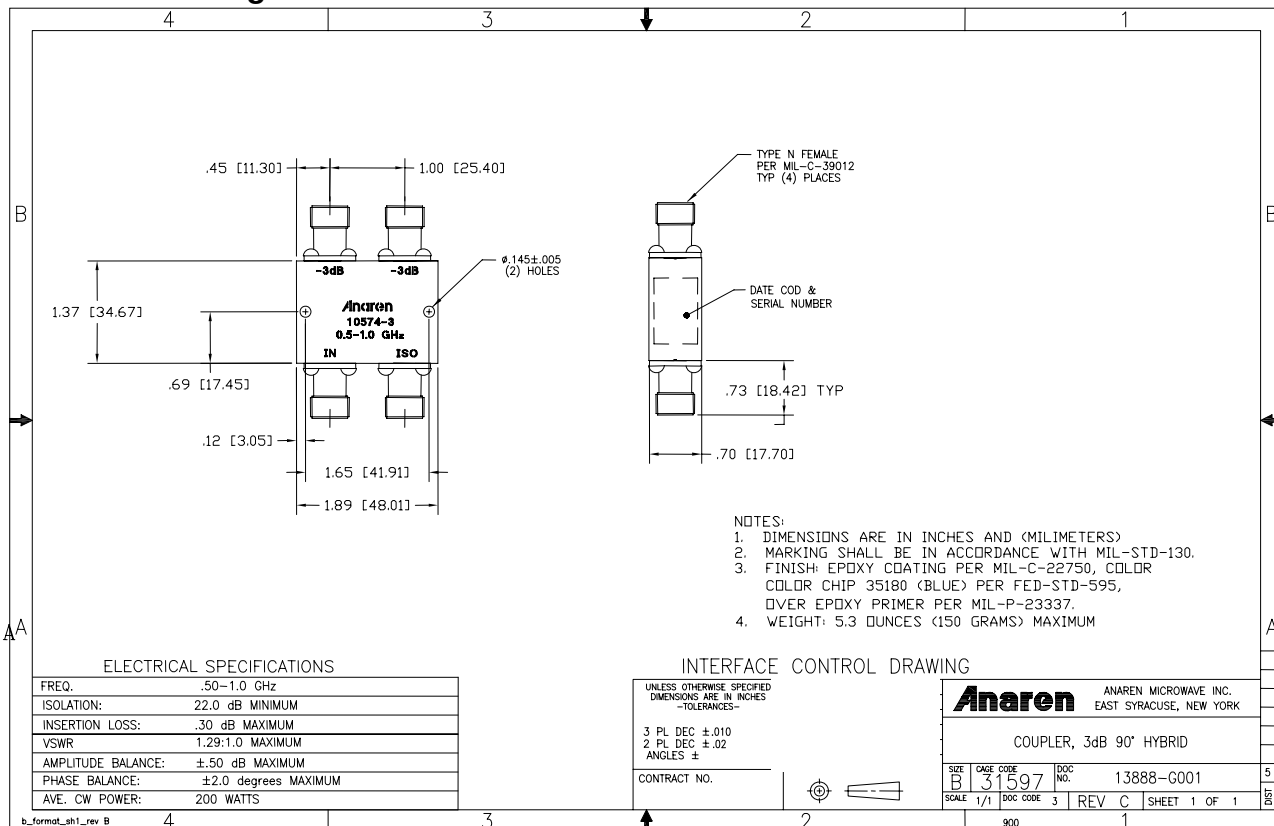 4 3 2 1
.45 [11.30] 1.00 [25.40]
TYPE N FEMALE
PER MIL-C-39012
TYP (4) PLACES
B B
-3dB -3dB
ø.145±.005
(2) HOLES
1.37 [34.67]
Anaren
10574-3
0.5-1.0 GHz
IN ISO
DATE COD &
SERIAL NUMBER
.69 [17.45]
.73 [18.42] TYP
.12 [3.05]
1.65 [41.91]
1.89 [48.01]
.70 [17.70]
NOTES:
1. DIMENSIONS ARE IN INCHES AND (MILIMETERS)
2. MARKING SHALL BE IN ACCORDANCE WITH MIL-STD-130.
3. FINISH: EPOXY COATING PER MIL-C-22750, COLOR
COLOR CHIP 35180 (BLUE) PER FED-STD-595,
OVER EPOXY PRIMER PER MIL-P-23337.
4. WEIGHT: 5.3 OUNCES (150 GRAMS) MAXIMUM
A A A
ELECTRICAL SPECIFICATIONS
FREQ. .50-1.0 GHz
ISOLATION: 22.0 dB MINIMUM
INSERTION LOSS: .30 dB MAXIMUM
VSWR 1.29:1.0 MAXIMUM
AMPLITUDE BALANCE: ±.50 dB MAXIMUM
PHASE BALANCE: ±2.0 degrees MAXIMUM
AVE. CW POWER: 200 WATTS
INTERFACE CONTROL DRAWING
UNLESS OTHERWISE SPECIFIED
DIMENSIONS ARE IN INCHES
-TOLERANCES-
3 PL DEC ±.010
2 PL DEC ±.02
ANGLES ±
CONTRACT NO.
Anaren
ANAREN MICROWAVE INC.
EAST SYRACUSE, NEW YORK
COUPLER, 3dB 90° HYBRID
SIZE B CAGE CODE 31597 DOC NO. 13888-G001
SCALE 1/1 DOC CODE 3 REV C SHEET 1 OF 1
5
DIST
b_format_sh1_rev B
4 3 2 900 1